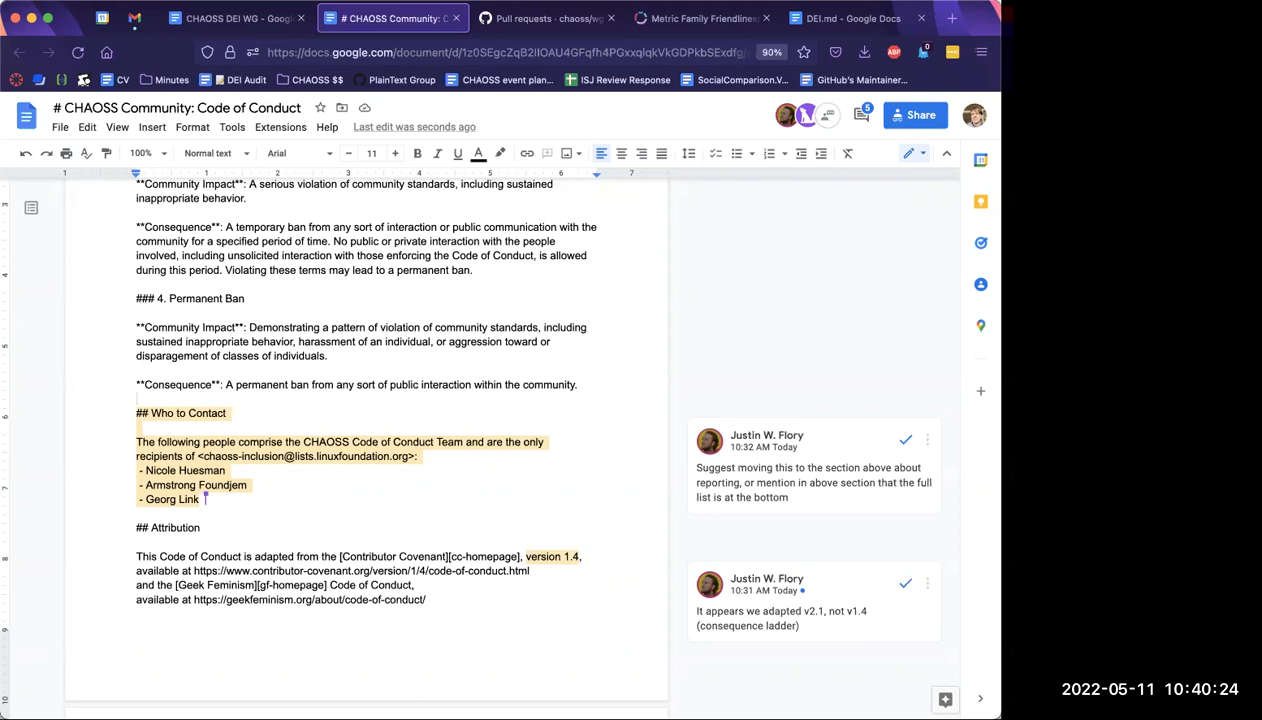 CHAOSS DEI WG - Googl
# CHAOSS Community: C
Pull requests · chaoss/wg
Metric Family Friendlines
DEI.md - Google Docs
90%
CV
Minutes
DEI Audit
CHAOSS $$
PlainText Group
CHAOSS event plan...
ISJ Review Response
SocialComparison.V...
GitHub's Maintainer...
# CHAOSS Community: Code of Conduct
5
Share
File Edit View Insert Format Tools Extensions Help Last edit was seconds ago
100% Normal text Arial 11
1 1 2 3 4 5 6 7
**Community Impact**: A serious violation of community standards, including sustained
inappropriate behavior.
**Consequence**: A temporary ban from any sort of interaction or public communication with the
community for a specified period of time. No public or private interaction with the people
involved, including unsolicited interaction with those enforcing the Code of Conduct, is allowed
during this period. Violating these terms may lead to a permanent ban.
### 4. Permanent Ban
**Community Impact**: Demonstrating a pattern of violation of community standards, including
sustained inappropriate behavior, harassment of an individual, or aggression toward or
disparagement of classes of individuals.
**Consequence**: A permanent ban from any sort of public interaction within the community.
## Who to Contact
The following people comprise the CHAOSS Code of Conduct Team and are the only
recipients of <chaoss-inclusion@lists.linuxfoundation.org>:
- Nicole Huesman
- Armstrong Foundjem
- Georg Link
## Attribution
This Code of Conduct is adapted from the [Contributor Covenant][cc-homepage], version 1.4,
available at https://www.contributor-covenant.org/version/1/4/code-of-conduct.html
and the [Geek Feminism][gf-homepage] Code of Conduct,
available at https://geekfeminism.org/about/code-of-conduct/
Justin W. Flory
10:32 AM Today
Suggest moving this to the section above about
reporting, or mention in above section that the full
list is at the bottom
Justin W. Flory
10:31 AM Today
It appears we adapted v2.1, not v1.4
(consequence ladder)
2022-05-11 10:40:24